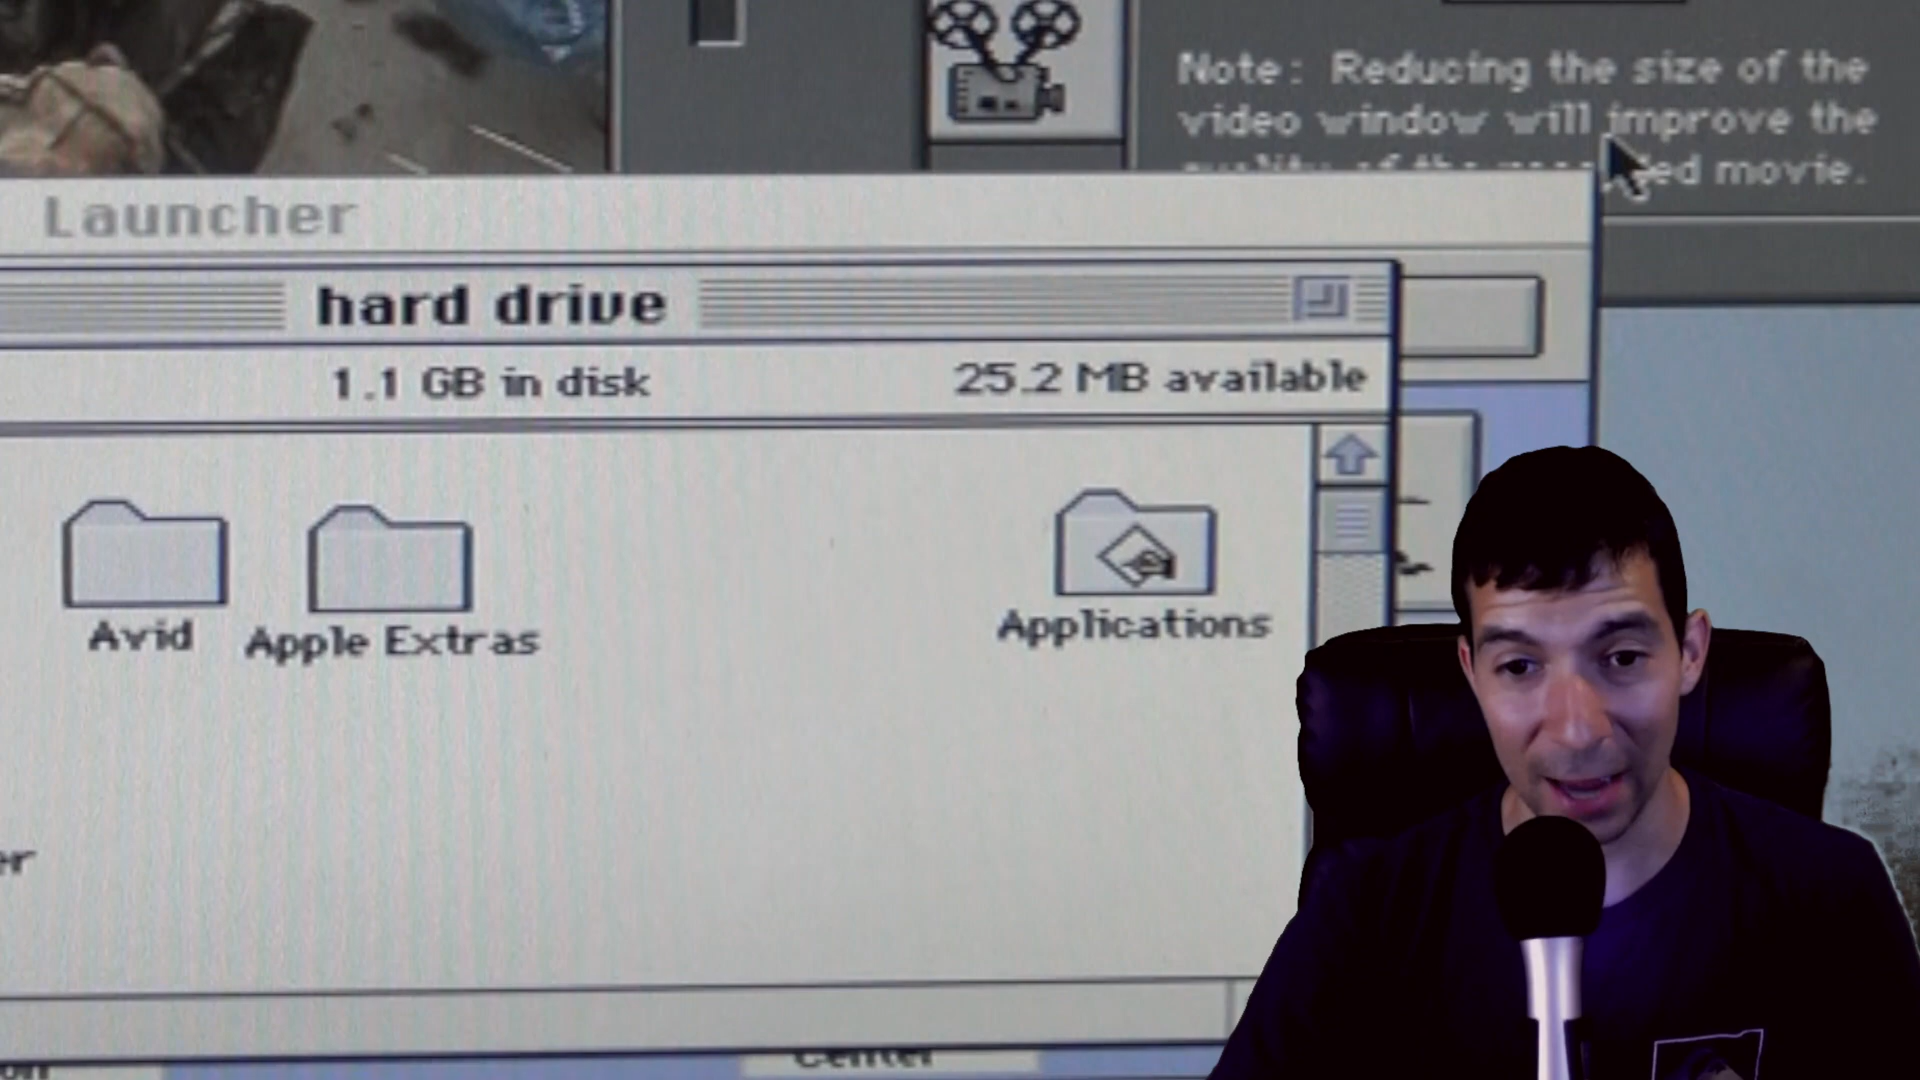 Note: Reducing the size of the
video window will improve the
movie.
Launcher
hard drive
1.1 GB in disk
25.2 MB available
Avid
Apple Extras
Applications
Center